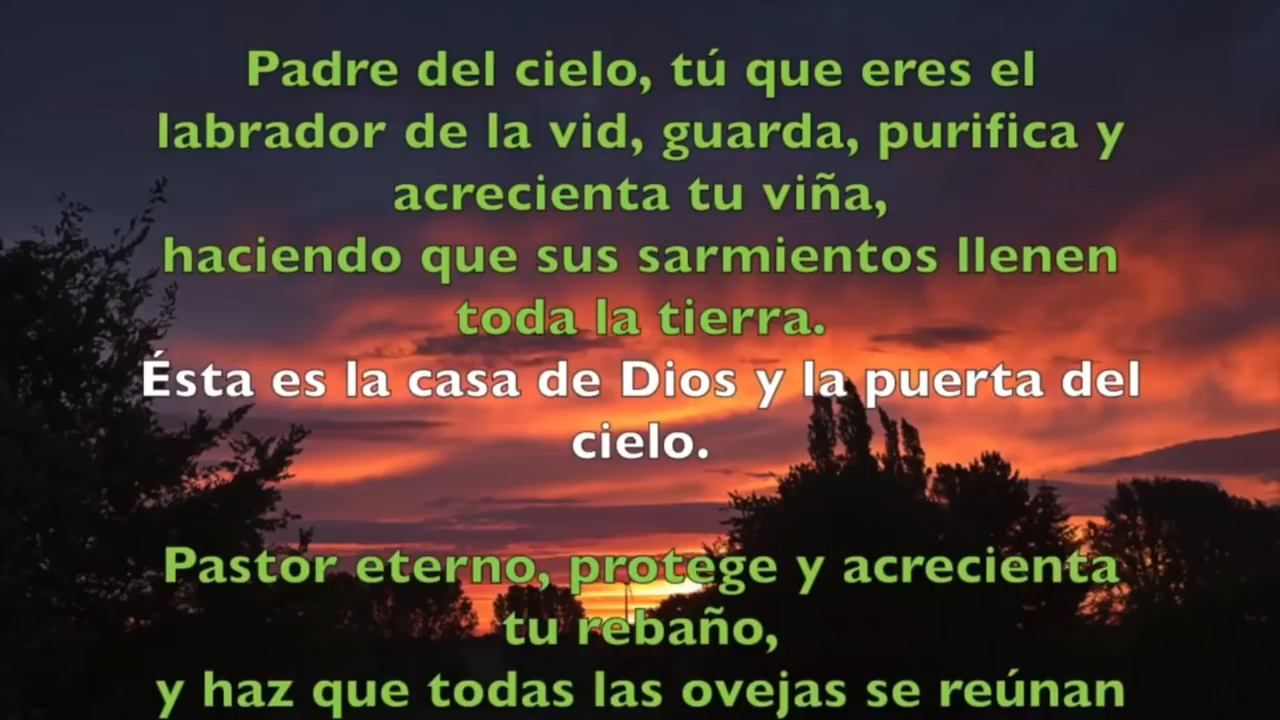 Padre del cielo, tú que eres el
labrador de la vid, guarda, purifica y
acrecienta tu viña,
haciendo que sus sarmientos llenen
toda la tierra.
Ésta es la casa de Dios y la puerta del
cielo.
Pastor eterno, protege y acrecienta
tu rebaño,
y haz que todas las ovejas se reúnan